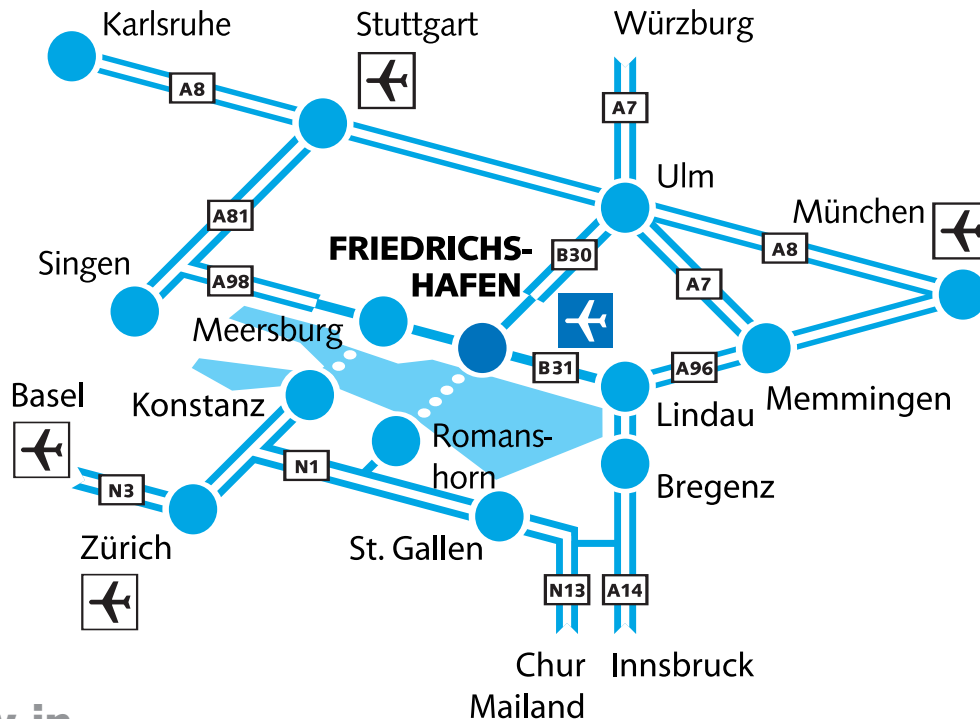 Karlsruhe
Stuttgart
Würzburg
A8
A7
Ulm
München
A81
A8
FRIEDRICHS-
HAFEN
B30
Singen
A98
A7
Meersburg
B31
A96
Basel
Konstanz
Lindau
Memmingen
Romans-
horn
N1
N3
Bregenz
Zürich
St. Gallen
N13
A14
Chur
Mailand
Innsbruck